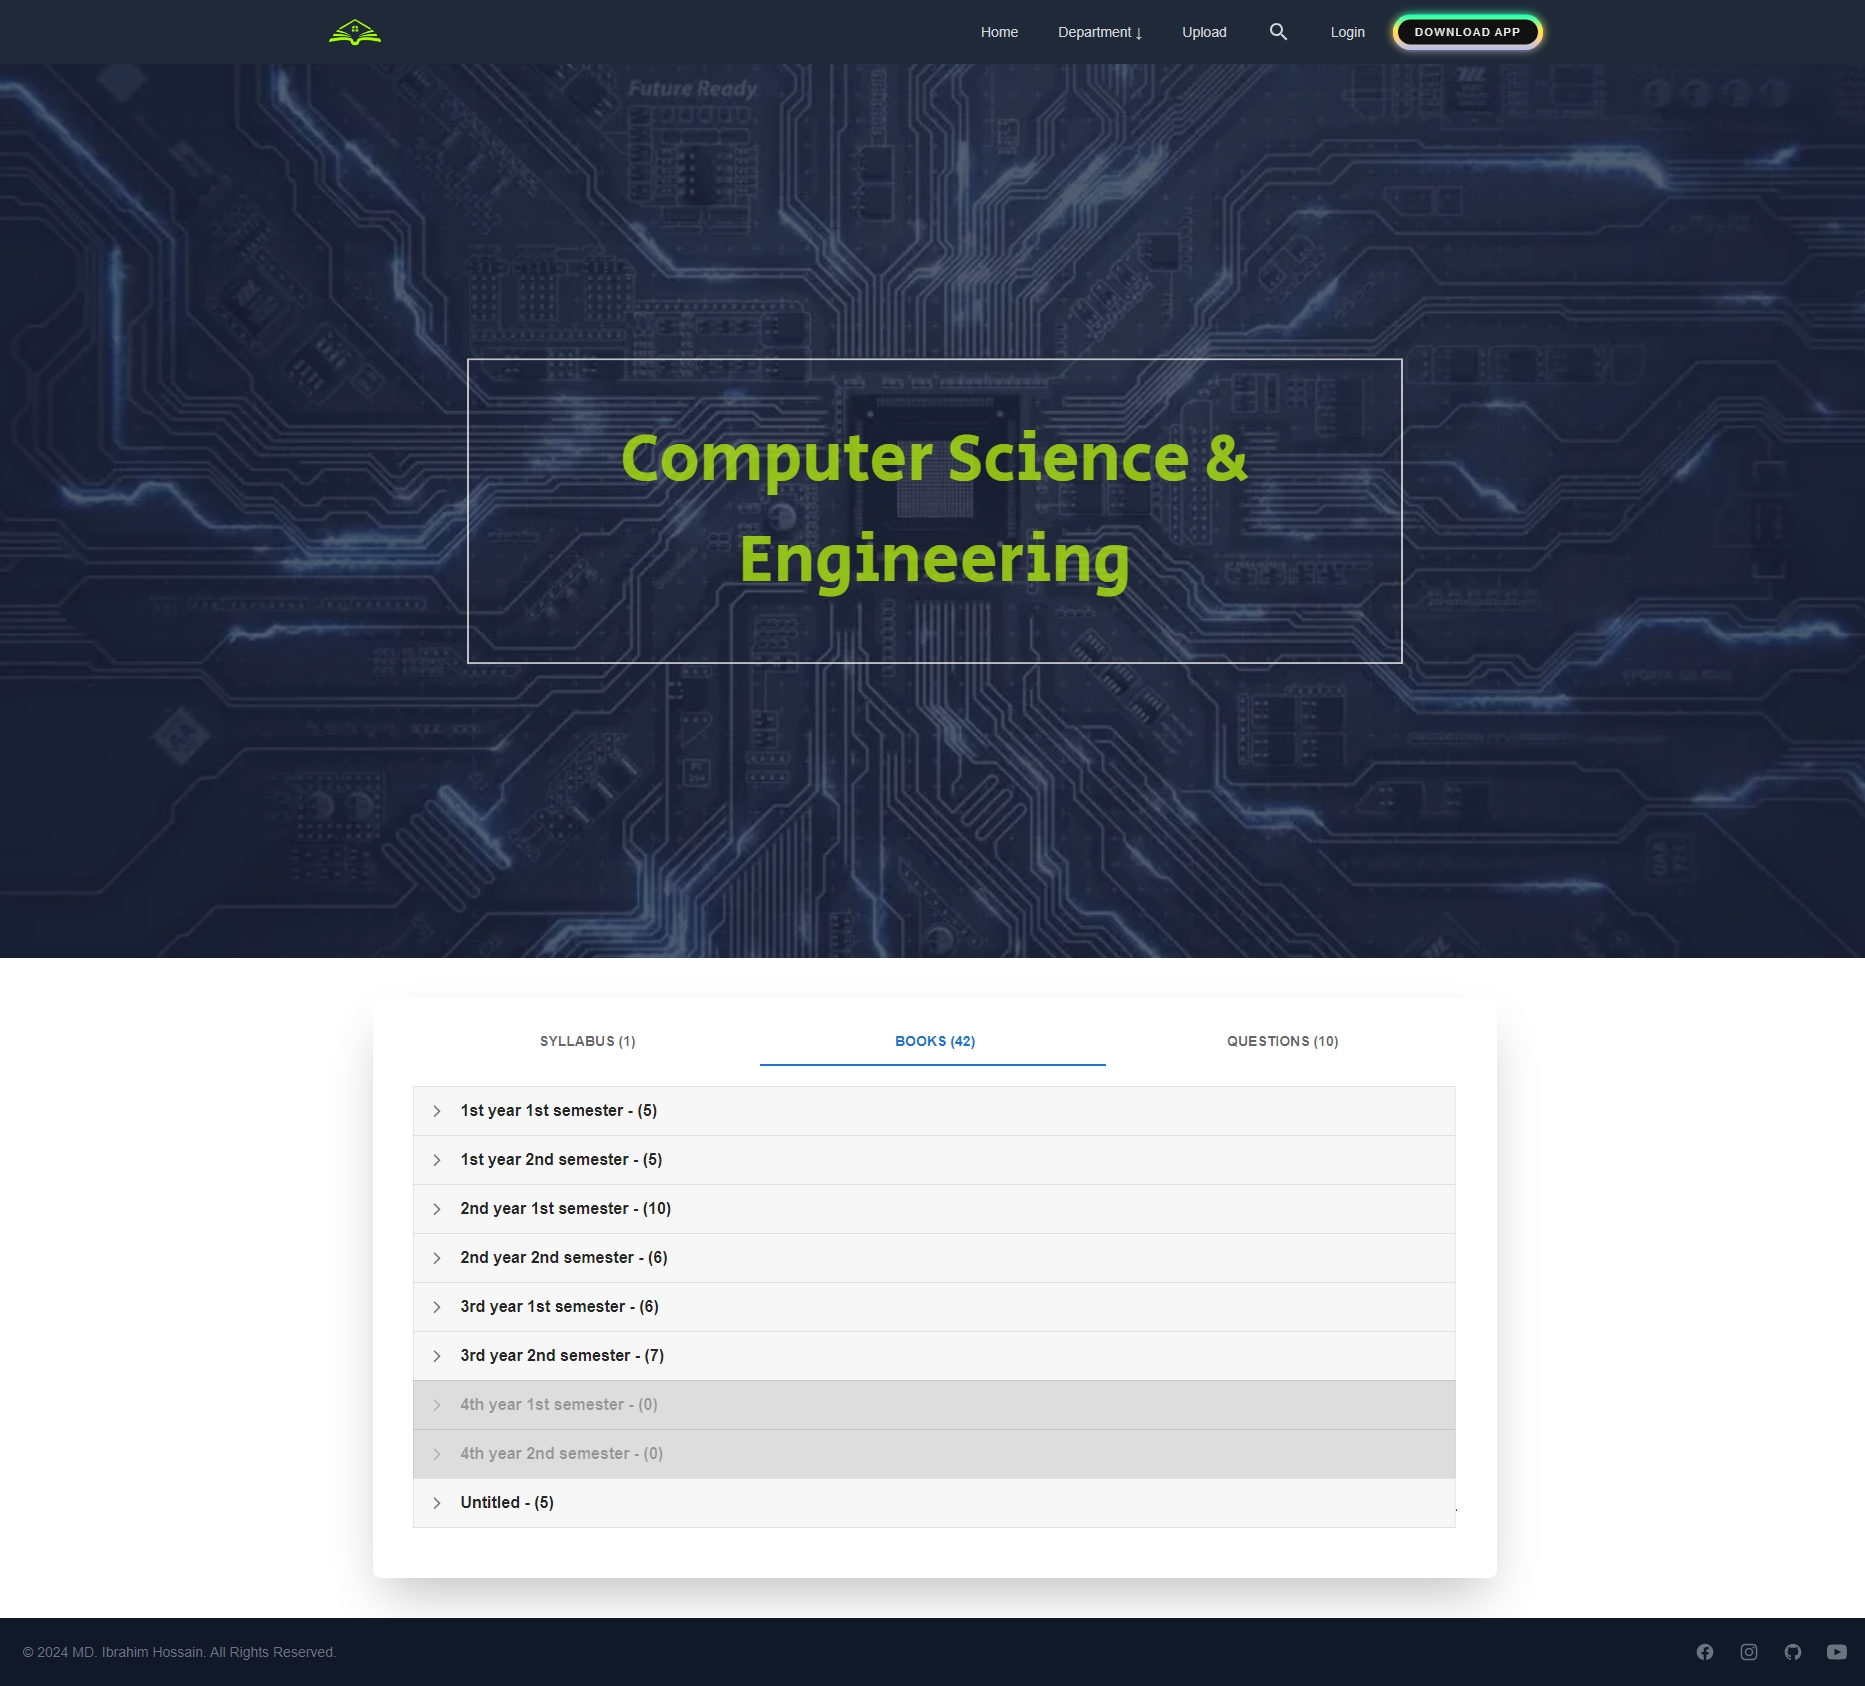 Home
Department ↓
Upload
Login
DOWNLOAD APP
Future Ready
Computer Science &
Engineering
SYLLABUS (1)
BOOKS (42)
QUESTIONS (10)
1st year 1st semester - (5)
1st year 2nd semester - (5)
2nd year 1st semester - (10)
2nd year 2nd semester - (6)
3rd year 1st semester - (6)
3rd year 2nd semester - (7)
4th year 1st semester - (0)
4th year 2nd semester - (0)
Untitled - (5)
© 2024 MD. Ibrahim Hossain. All Rights Reserved.